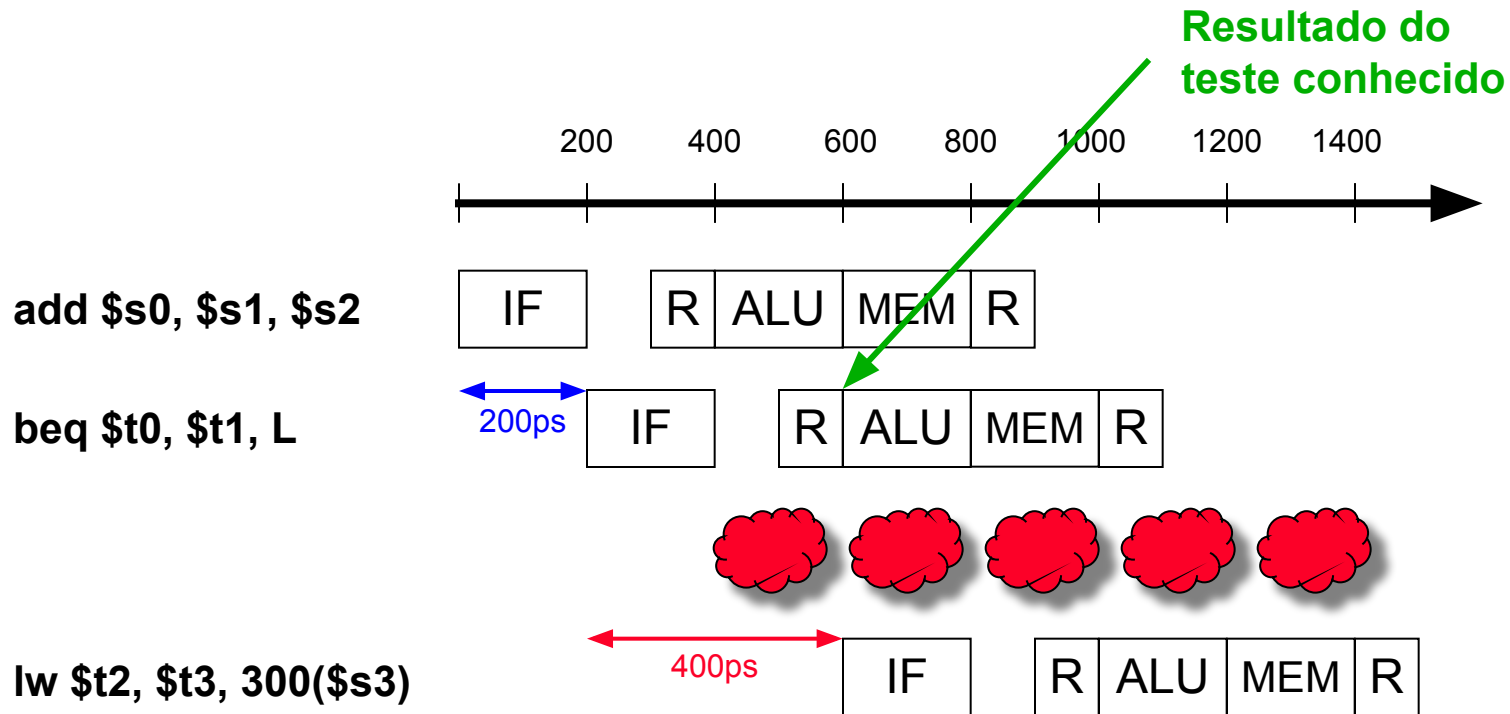 Resultado do
teste conhecido
200 400 600 800 1000 1200 1400
add $s0, $s1, $s2 IF R ALU MEM R
200ps
beq $t0, $t1, L IF R ALU MEM R
400ps
lw $t2, $t3, 300($s3) IF R ALU MEM R